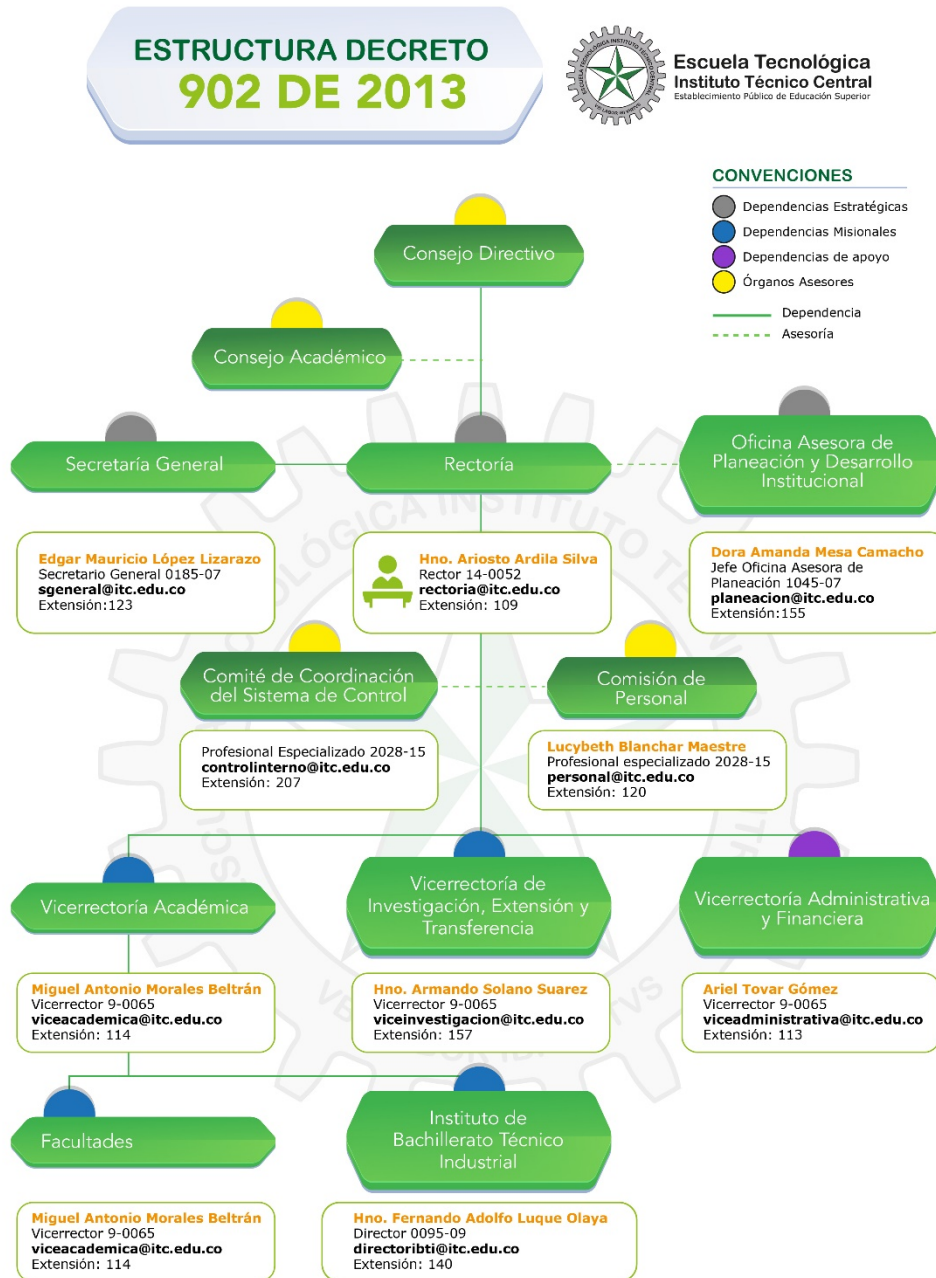 ESTRUCTURA DECRETO
902 DE 2013
ESCUELA TECNOLÓGICA INSTITUTO TÉCNICO CENTRAL
Escuela Tecnológica
Instituto Técnico Central
Establecimiento Público de Educación Superior
CONVENCIONES
Dependencias Estratégicas
Dependencias Misionales
Dependencias de apoyo
Órganos Asesores
Dependencia
Asesoría
Consejo Directivo
Consejo Académico
Secretaría General
Rectoría
Oficina Asesora de
Planeación y Desarrollo
Institucional
Edgar Mauricio López Lizarazo
Secretario General 0185-07
sgeneral@itc.edu.co
Extensión:123
Hno. Ariosto Ardila Silva
Rector 14-0052
rectoria@itc.edu.co
Extensión: 109
Dora Amanda Mesa Camacho
Jefe Oficina Asesora de
Planeación 1045-07
planeacion@itc.edu.co
Extensión:155
Comité de Coordinación
del Sistema de Control
Comisión de
Personal
Profesional Especializado 2028-15
controlinterno@itc.edu.co
Extensión: 207
Lucybeth Blanchar Maestre
Profesional especializado 2028-15
personal@itc.edu.co
Extensión: 120
Vicerrectoría Académica
Vicerrectoría de
Investigación, Extensión y
Transferencia
Vicerrectoría Administrativa
y Financiera
Miguel Antonio Morales Beltrán
Vicerrector 9-0065
viceacademica@itc.edu.co
Extensión: 114
Hno. Armando Solano Suarez
Vicerrector 9-0065
viceinvestigacion@itc.edu.co
Extensión: 157
Ariel Tovar Gómez
Vicerrector 9-0065
viceadministrativa@itc.edu.co
Extensión: 113
Facultades
Instituto de
Bachillerato Técnico
Industrial
Miguel Antonio Morales Beltrán
Vicerrector 9-0065
viceacademica@itc.edu.co
Extensión: 114
Hno. Fernando Adolfo Luque Olaya
Director 0095-09
directoribti@itc.edu.co
Extensión: 140